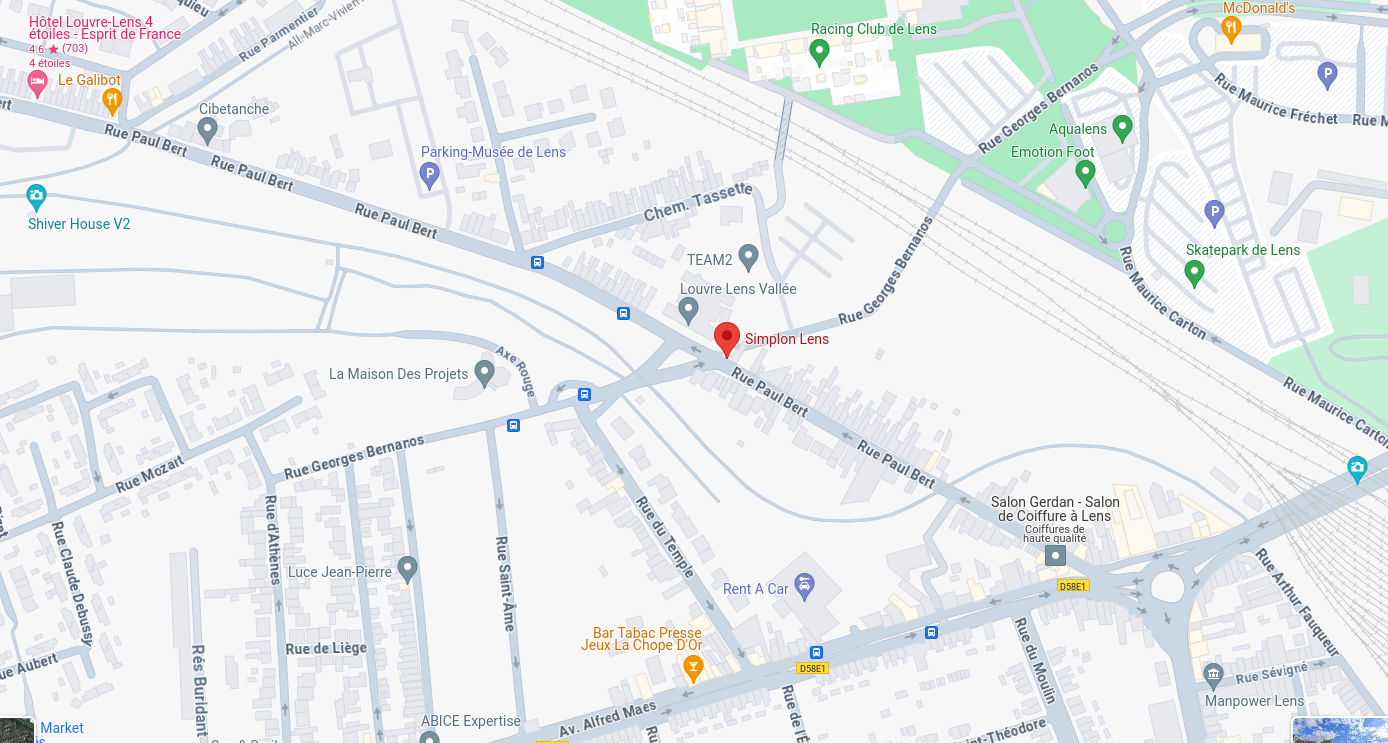 Hôtel Louvre-Lens 4
étoiles - Esprit de France
4,6 ★ (703)
4 étoiles
Le Galibot
Rue Parmentier
All.-Marc-Vivien
Racing Club de Lens
McDonald's
Cibetanche
Rue Paul Bert
Rue Paul Bert
Parking-Musée de Lens
P
Rue Georges Bernanos
Aqualens
Emotion Foot
P
Rue Maurice Fréchet
Rue M
Shiver House V2
Rue Paul Bert
Chem. Tassette
P
Skatepark de Lens
TEAM2
Louvre Lens Vallée
Rue Georges Bernanos
Rue Maurice Carton
Simplon Lens
La Maison Des Projets
Axe Rouge
Rue Paul Bert
Rue Maurice Carton
Rue Georges Bernanos
Rue Mozart
Rue Paul Bert
Salon Gerdan - Salon
de Coiffure à Lens
Coiffures de
haute qualité
Rue Claude Debussy
Rue d'Athènes
Rue Saint-Âme
Rue du Temple
Luce Jean-Pierre
Rent A Car
D58E1
Rue Arthur Fauqueur
Rue de Liège
Rés Buridant
Bar Tabac Presse
Jeux La Chope D'Or
D58E1
Rue du Moulin
Rue Sévigné
ue Aubert
Manpower Lens
Av. Alfred Maes
Rue de l'É
int-Théodore
ABICE Expertise
Market